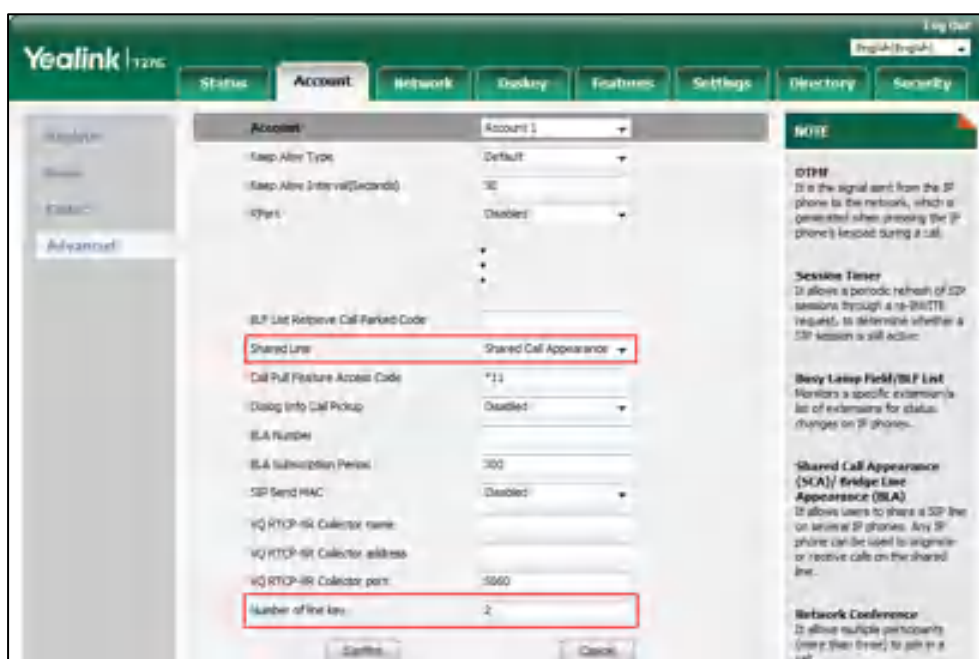 Log Out
Yealink T27G
English(English)
Status
Account
Network
Dsskey
Features
Settings
Directory
Security
Register
Basic
Codec
Advanced
Account
Account 1
Keep Alive Type
Default
Keep Alive Interval(Seconds)
30
RPort
Disabled
BLF List Retrieve Call Parked Code
Shared Line
Shared Call Appearance
Call Pull Feature Access Code
*11
Dialog Info Call Pickup
Disabled
BLA Number
BLA Subscription Period
300
SIP Send MAC
Disabled
VQ RTCP-XR Collector name
VQ RTCP-XR Collector address
VQ RTCP-XR Collector port
5060
Number of line key
2
Confirm
Cancel
NOTE
DTMF
It is the signal sent from the IP
phone to the network, which is
generated when pressing the IP
phone's keypad during a call.
Session Timer
It allows a periodic refresh of SIP
sessions through a re-INVITE
request, to determine whether a
SIP session is still active.
Busy Lamp Field/BLF List
Monitors a specific extension/a
list of extensions for status
changes on IP phones.
Shared Call Appearance
(SCA)/ Bridge Line
Appearance (BLA)
It allows users to share a SIP line
on several IP phones. Any IP
phone can be used to originate
or receive calls on the shared
line.
Network Conference
It allows multiple participants
(more than three) to join in a
call.